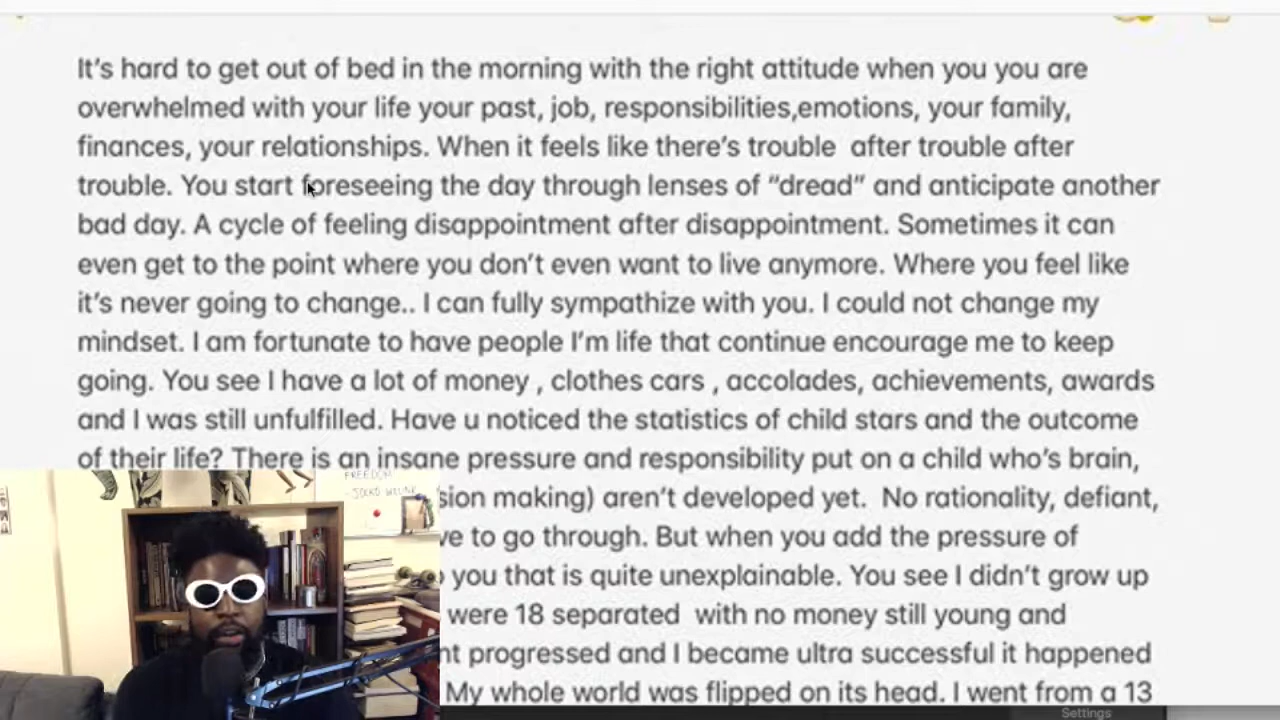 It’s hard to get out of bed in the morning with the right attitude when you you are
overwhelmed with your life your past, job, responsibilities,emotions, your family,
finances, your relationships. When it feels like there’s trouble  after trouble after
trouble. You start foreseeing the day through lenses of “dread” and anticipate another
bad day. A cycle of feeling disappointment after disappointment. Sometimes it can
even get to the point where you don’t even want to live anymore. Where you feel like
it’s never going to change.. I can fully sympathize with you. I could not change my
mindset. I am fortunate to have people I’m life that continue encourage me to keep
going. You see I have a lot of money , clothes cars , accolades, achievements, awards
and I was still unfulfilled. Have u noticed the statistics of child stars and the outcome
of their life? There is an insane pressure and responsibility put on a child who’s brain,
sion making) aren’t developed yet.  No rationality, defiant,
ve to go through. But when you add the pressure of
you that is quite unexplainable. You see I didn’t grow up
were 18 separated  with no money still young and
nt progressed and I became ultra successful it happened
My whole world was flipped on its head. I went from a 13
FREEDOM
- JOCKO WILLINK
Settings